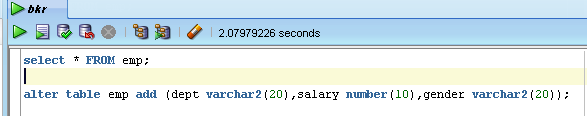 bkr
2.07979226 seconds
select * FROM emp;
alter table emp add (dept varchar2(20),salary number(10),gender varchar2(20));